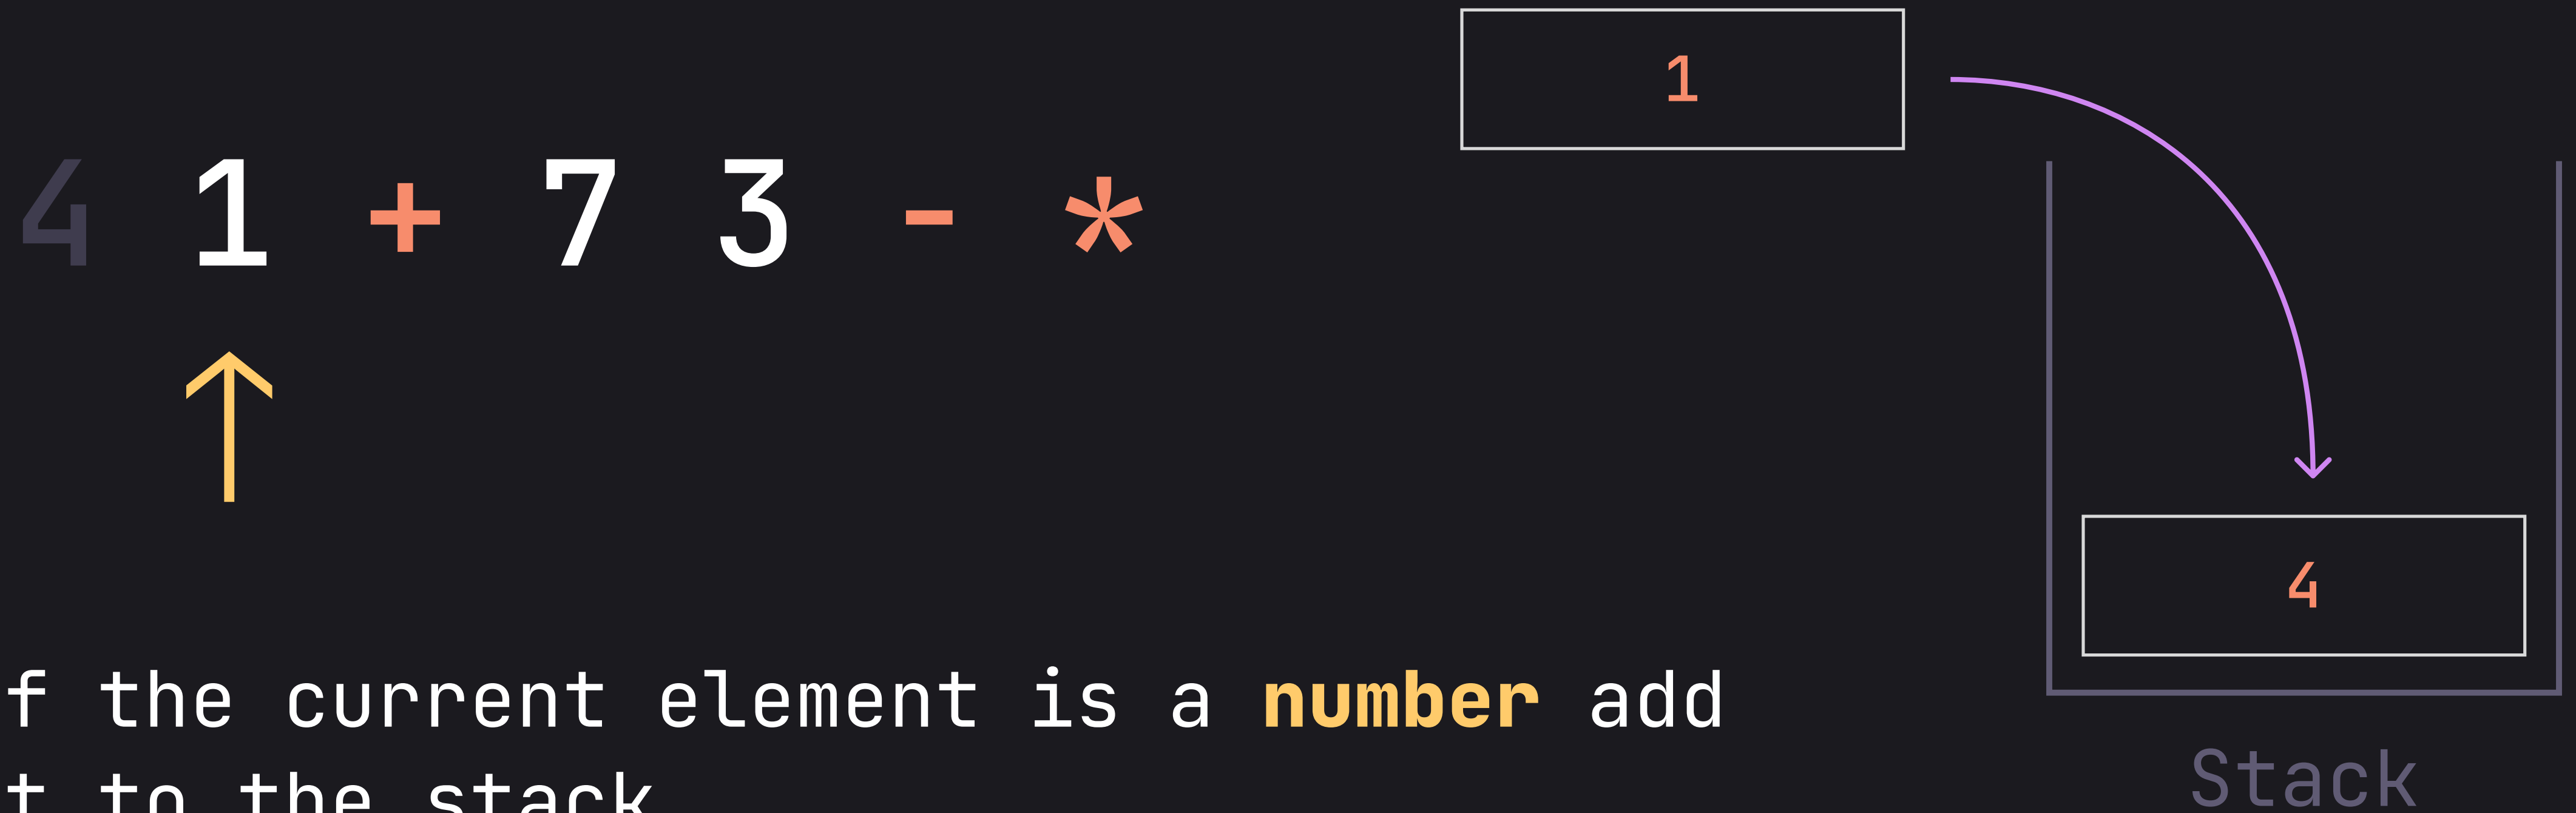 1
4 1 + 7 3 - *
4
f the current element is a number add
t to the stack
Stack